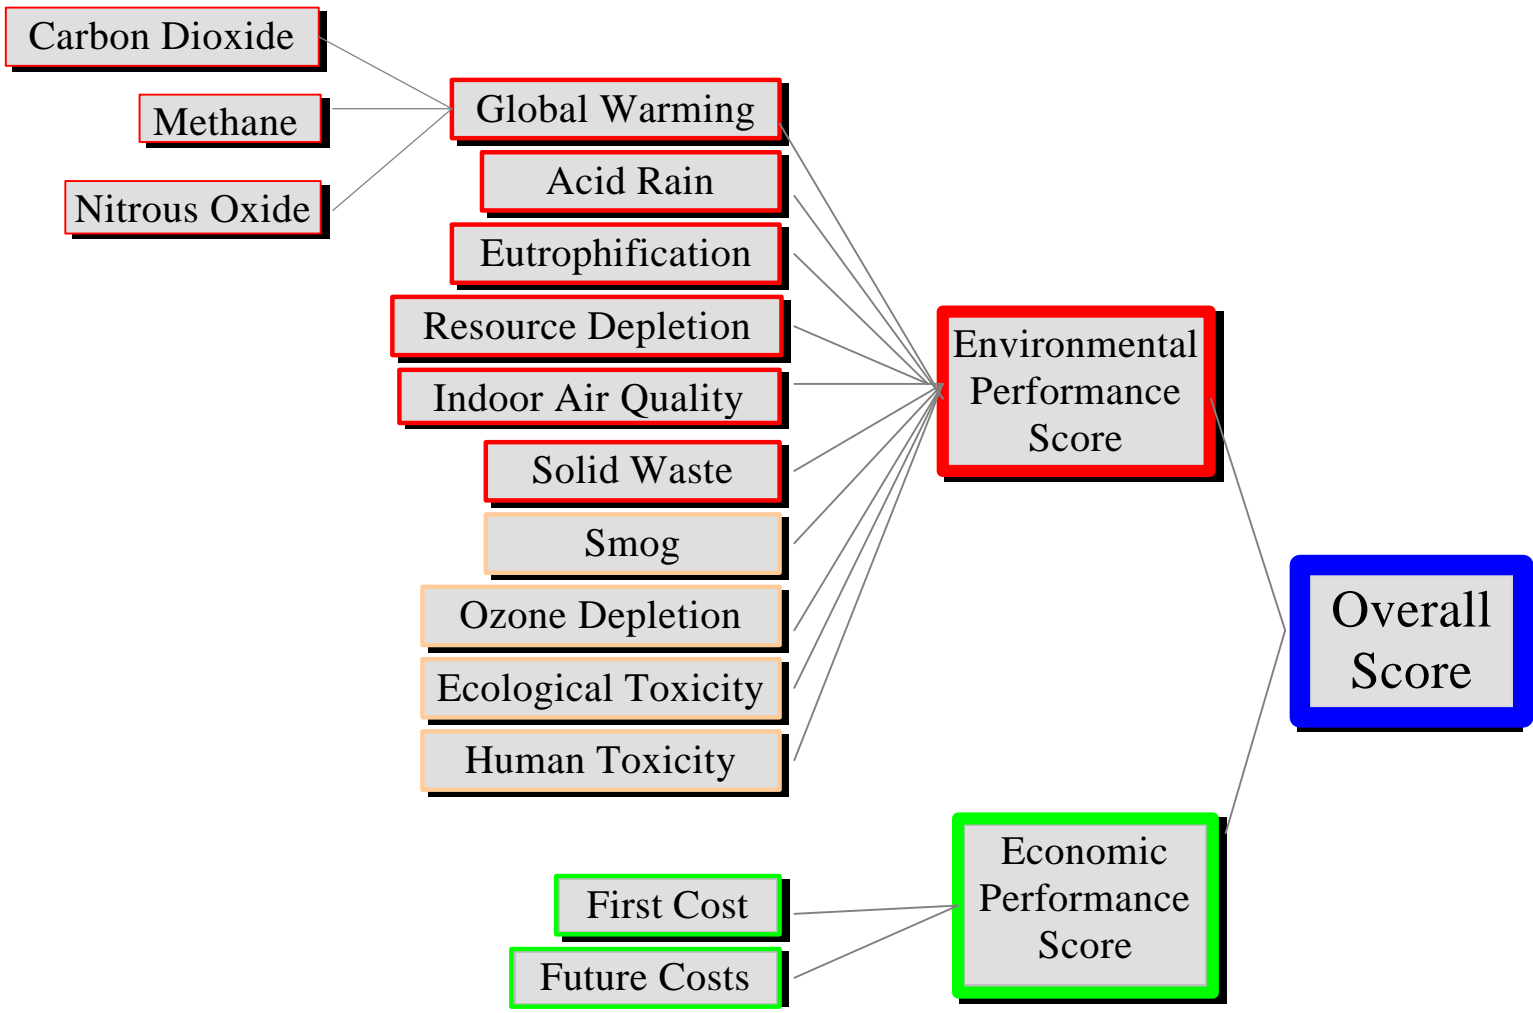 Carbon Dioxide
Methane
Nitrous Oxide
Global Warming
Acid Rain
Eutrophification
Resource Depletion
Indoor Air Quality
Solid Waste
Smog
Ozone Depletion
Ecological Toxicity
Human Toxicity
First Cost
Future Costs
Environmental
Performance
Score
Economic
Performance
Score
Overall
Score